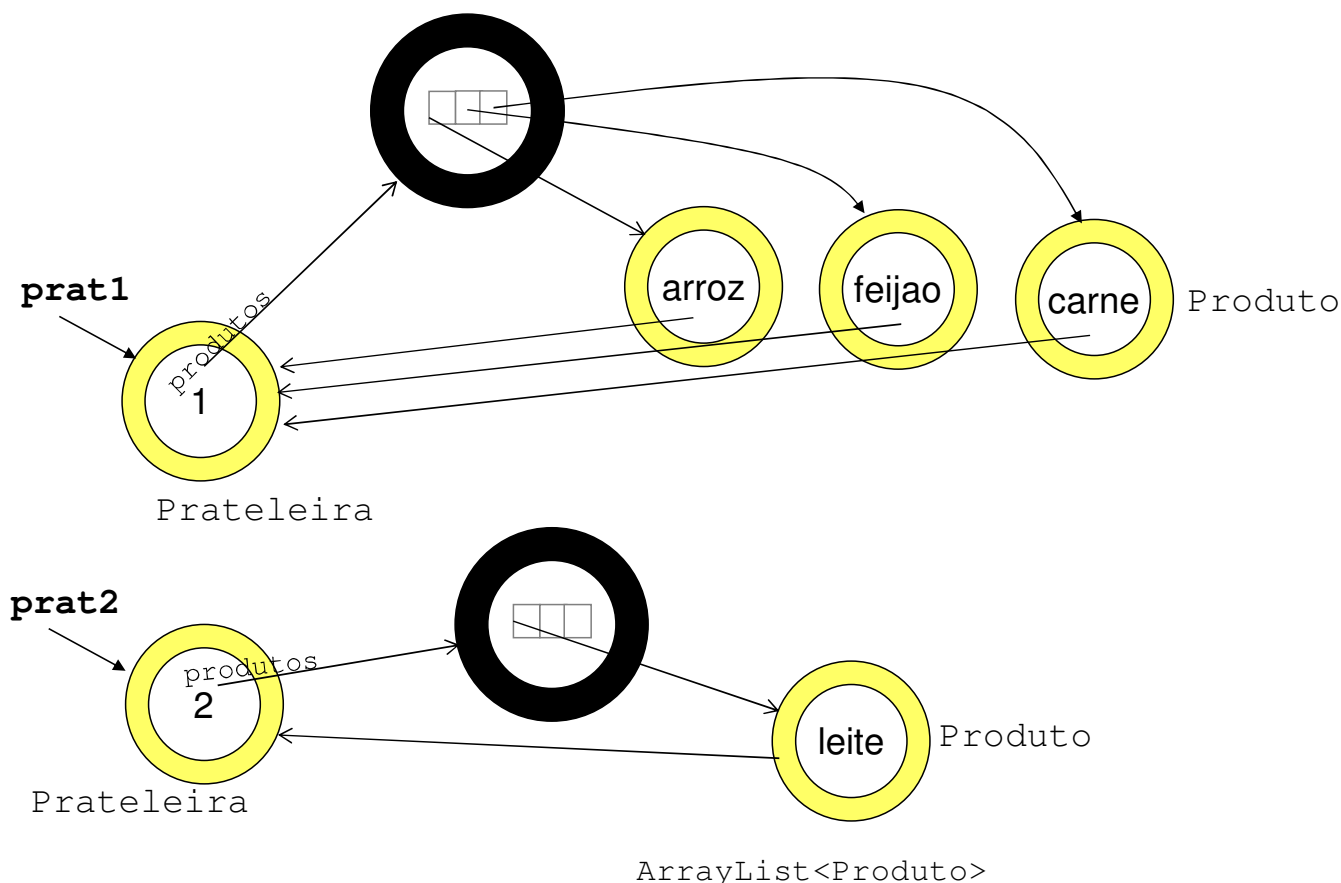 arroz
feijao
carne
Produto
prat1
produtos
1
Prateleira
prat2
produtos
2
Prateleira
leite
Produto
ArrayList<Produto>